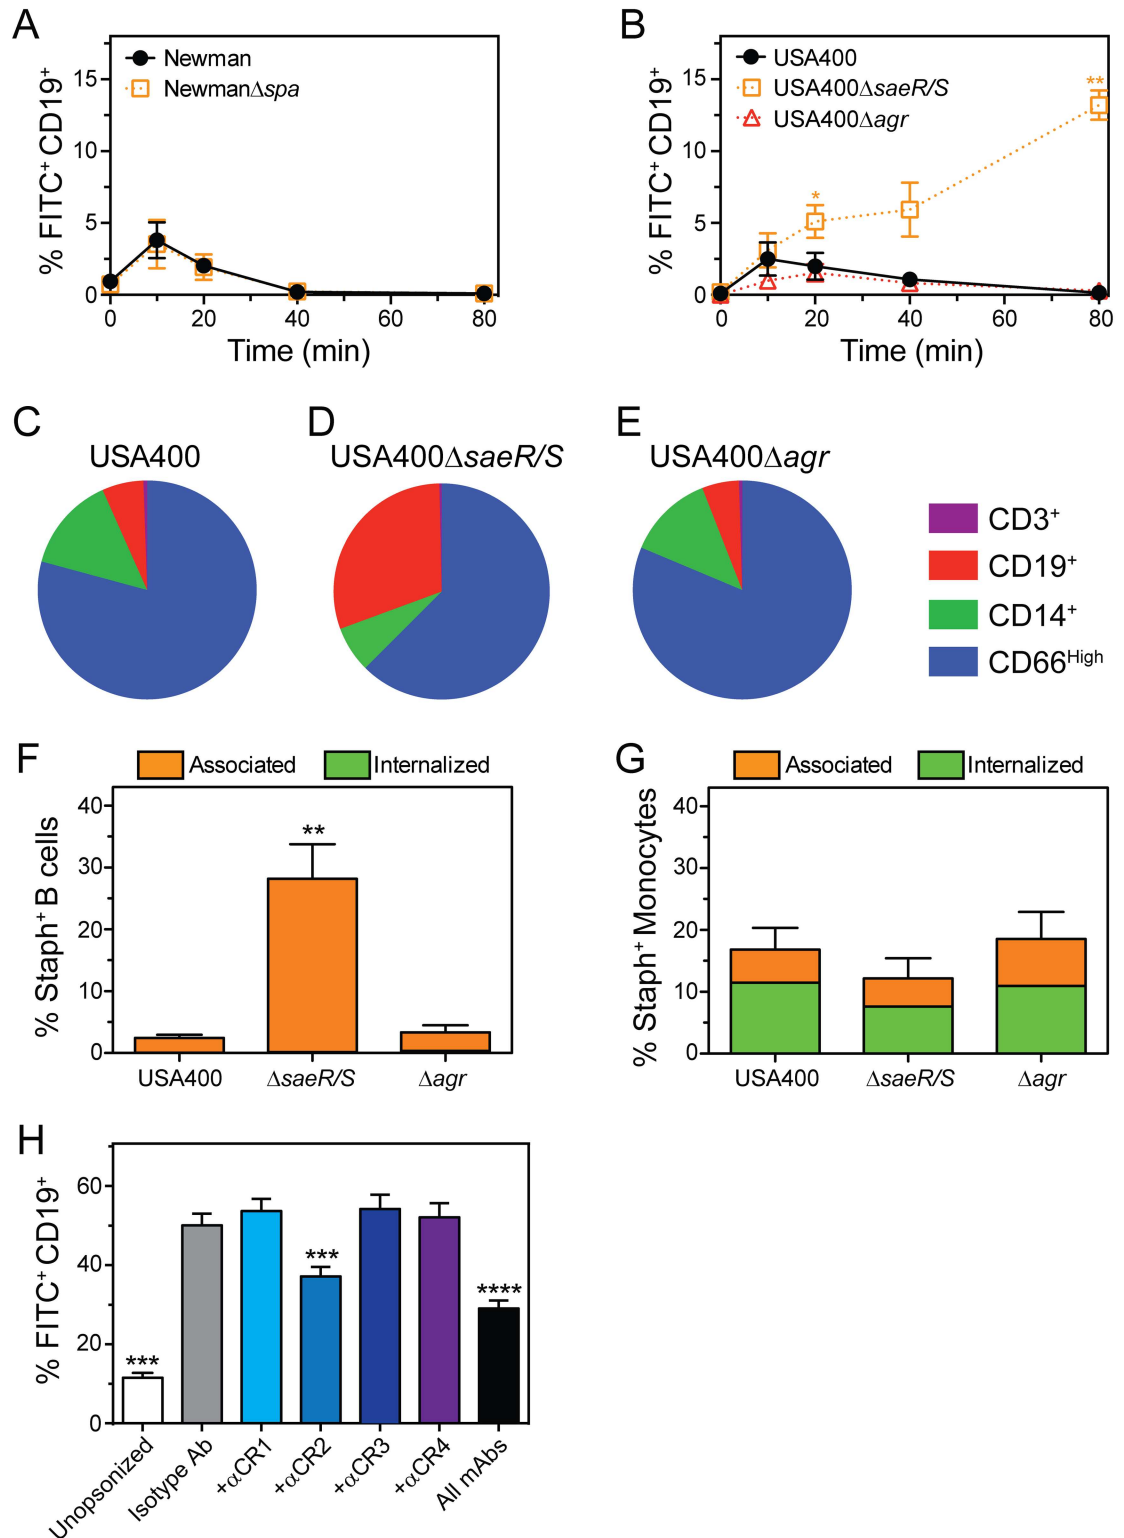 A
Newman
NewmanΔspa
% FITC⁺ CD19⁺
15
10
5
0
0 20 40 60 80
Time (min)
B
USA400
USA400ΔsaeR/S
USA400Δagr
% FITC⁺ CD19⁺
15
10
5
0
*
**
0 20 40 60 80
Time (min)
C
USA400
D
USA400ΔsaeR/S
E
USA400Δagr
CD3⁺
CD19⁺
CD14⁺
CD66ᴴⁱᵍʰ
F
Associated Internalized
% Staph⁺ B cells
40
30
20
10
0
**
USA400 ΔsaeR/S Δagr
G
Associated Internalized
% Staph⁺ Monocytes
40
30
20
10
0
USA400 ΔsaeR/S Δagr
H
% FITC⁺ CD19⁺
60
40
20
0
*** *** ****
Unopsonized
Isotype Ab
+αCR1
+αCR2
+αCR3
+αCR4
All mAbs